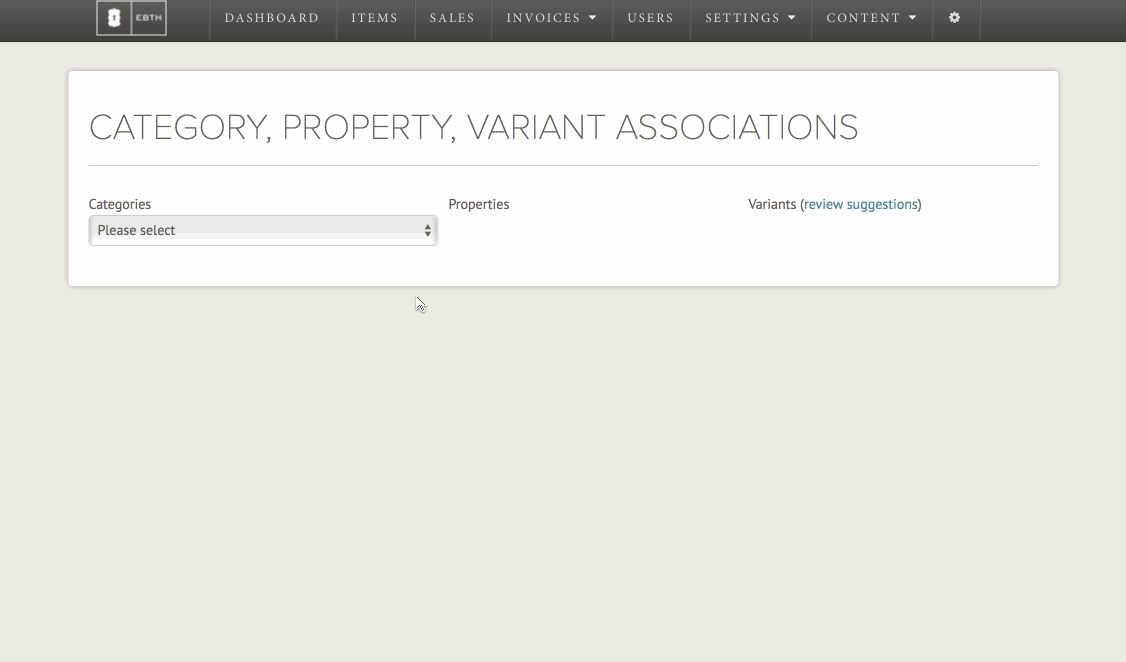 EBTH DASHBOARD ITEMS SALES INVOICES USERS SETTINGS CONTENT
CATEGORY, PROPERTY, VARIANT ASSOCIATIONS
Categories Properties Variants (review suggestions)
Please select